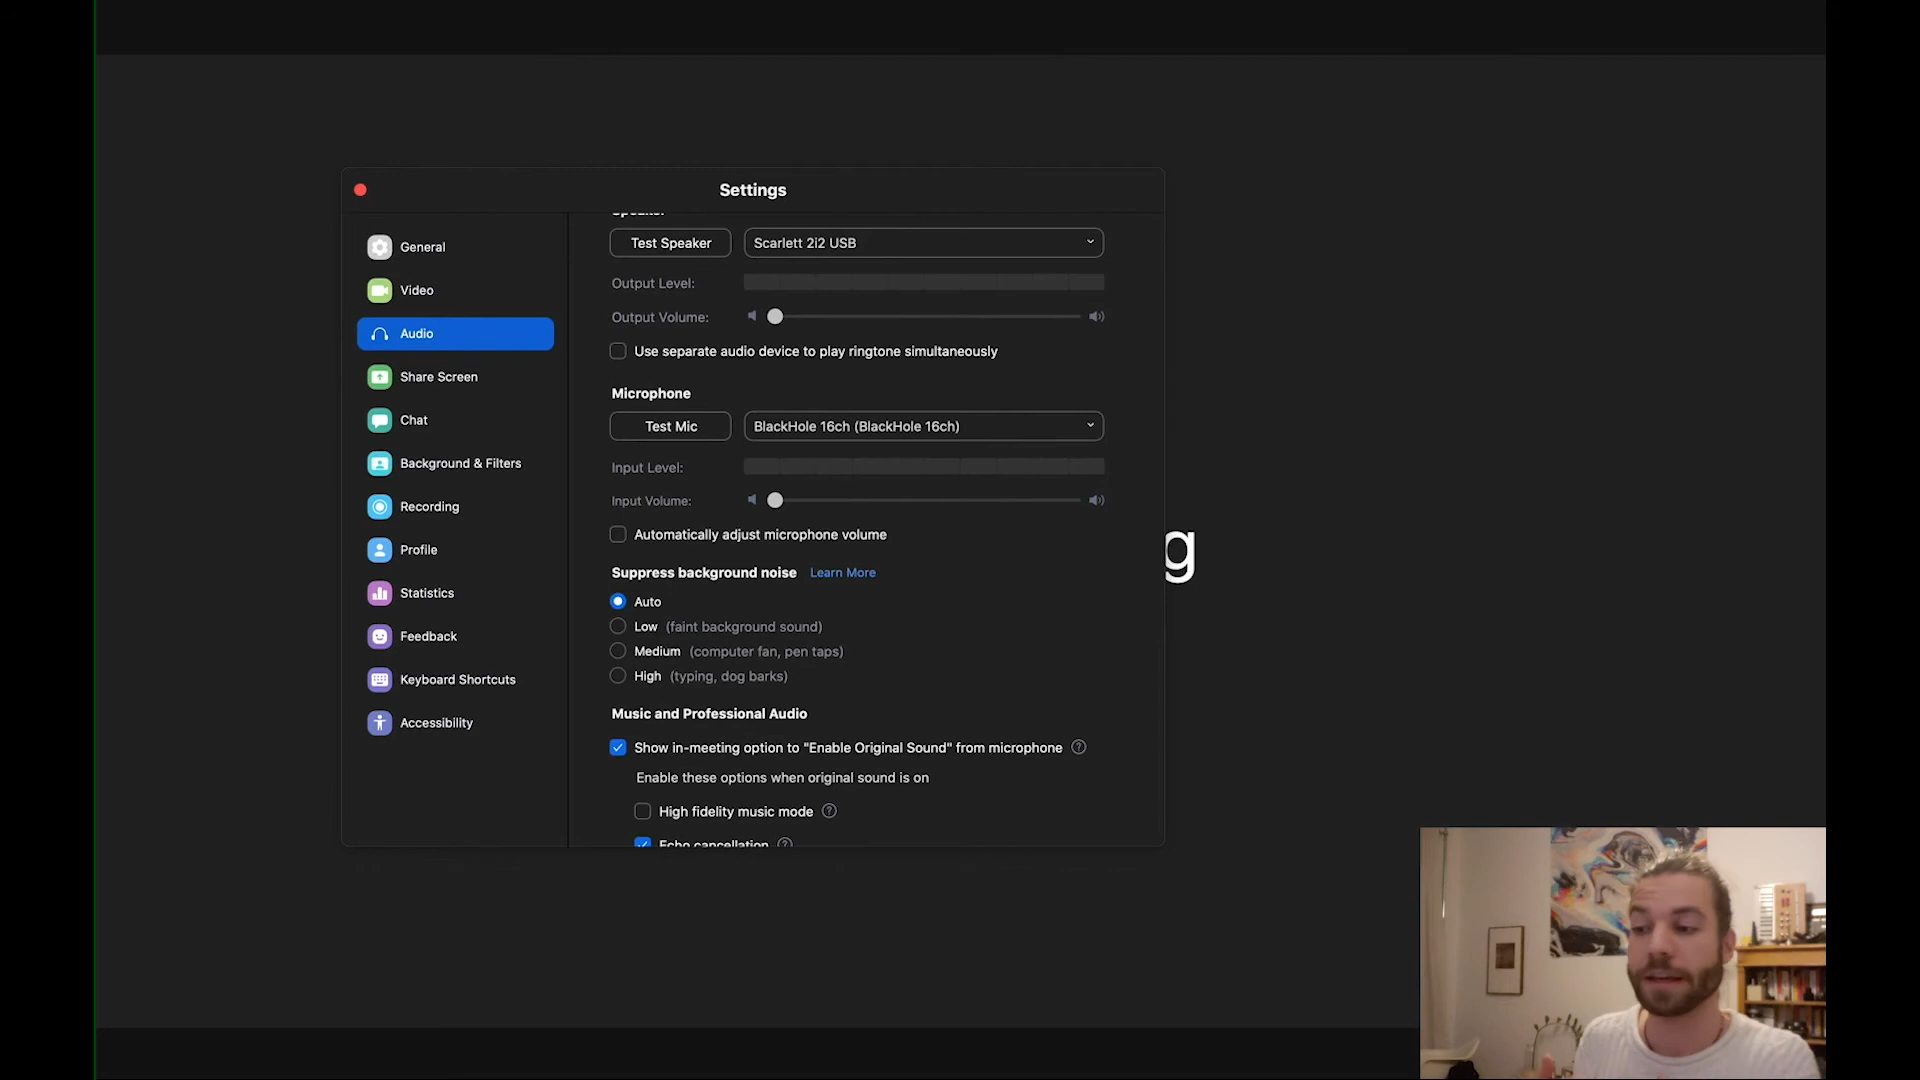 Settings
General
Video
Audio
Share Screen
Chat
Background & Filters
Recording
Profile
Statistics
Feedback
Keyboard Shortcuts
Accessibility
Speaker
Test Speaker
Scarlett 2i2 USB
Output Level:
Output Volume:
Use separate audio device to play ringtone simultaneously
Microphone
Test Mic
BlackHole 16ch (BlackHole 16ch)
Input Level:
Input Volume:
Automatically adjust microphone volume
Suppress background noise Learn More
Auto
Low (faint background sound)
Medium (computer fan, pen taps)
High (typing, dog barks)
Music and Professional Audio
Show in-meeting option to "Enable Original Sound" from microphone ?
Enable these options when original sound is on
High fidelity music mode ?
Echo cancellation ?
g